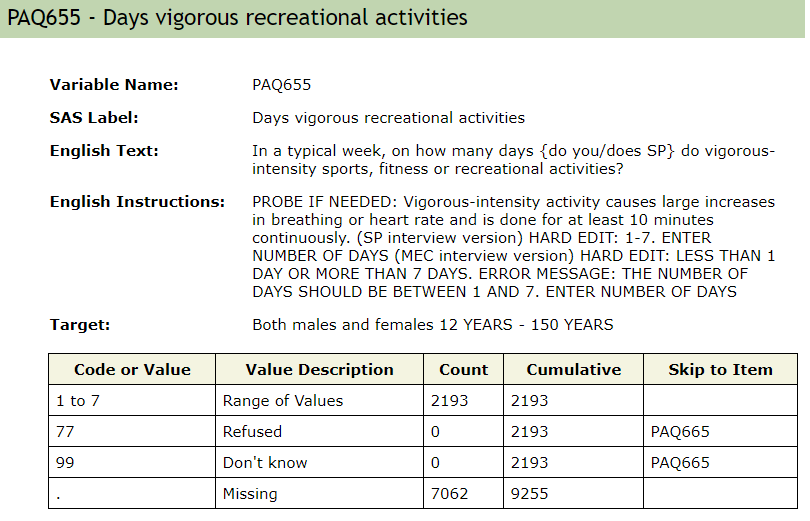 PAQ655 - Days vigorous recreational activities
Variable Name: PAQ655
SAS Label: Days vigorous recreational activities
English Text: In a typical week, on how many days {do you/does SP} do vigorous-
intensity sports, fitness or recreational activities?
English Instructions: PROBE IF NEEDED: Vigorous-intensity activity causes large increases
in breathing or heart rate and is done for at least 10 minutes
continuously. (SP interview version) HARD EDIT: 1-7. ENTER
NUMBER OF DAYS (MEC interview version) HARD EDIT: LESS THAN 1
DAY OR MORE THAN 7 DAYS. ERROR MESSAGE: THE NUMBER OF
DAYS SHOULD BE BETWEEN 1 AND 7. ENTER NUMBER OF DAYS
Target: Both males and females 12 YEARS - 150 YEARS
Code or Value Value Description Count Cumulative Skip to Item
1 to 7 Range of Values 2193 2193
77 Refused 0 2193 PAQ665
99 Don't know 0 2193 PAQ665
. Missing 7062 9255